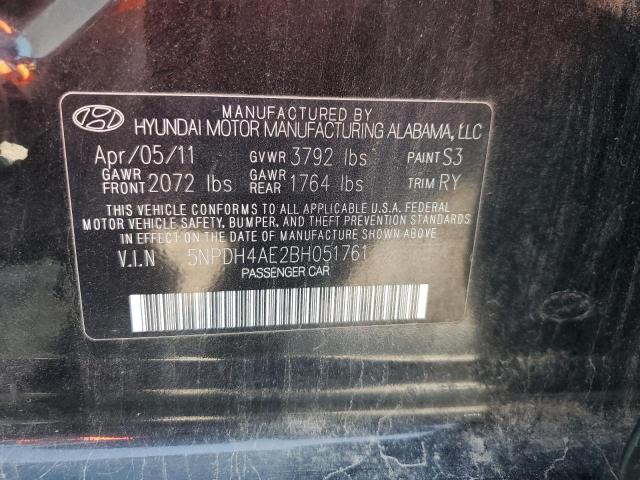 MANUFACTURED BY
HYUNDAI MOTOR MANUFACTURING ALABAMA, LLC
Apr/05/11 GVWR 3792 lbs PAINT S3
GAWR FRONT 2072 lbs GAWR REAR 1764 lbs TRIM RY
THIS VEHICLE CONFORMS TO ALL APPLICABLE U.S.A. FEDERAL
MOTOR VEHICLE SAFETY, BUMPER, AND THEFT PREVENTION STANDARDS
IN EFFECT ON THE DATE OF MANUFACTURE SHOWN ABOVE.
V.I.N 5NPDH4AE2BH051761
PASSENGER CAR